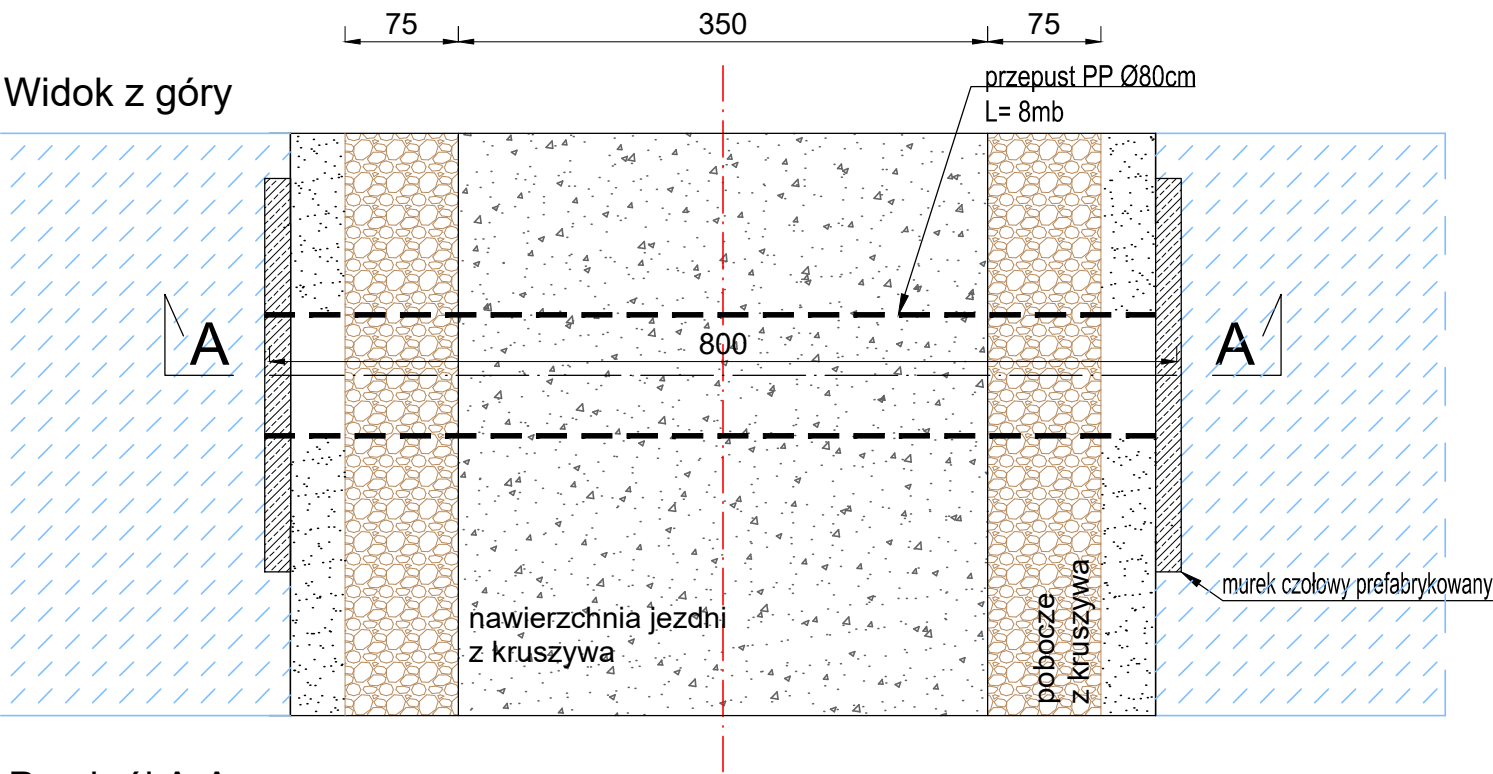 75
350
75
Widok z góry
przepust PP Ø80cm
L= 8mb
A
800
A
murek czołowy prefabrykowany
nawierzchnia jezdni
z kruszywa
pobocze
z kruszywa